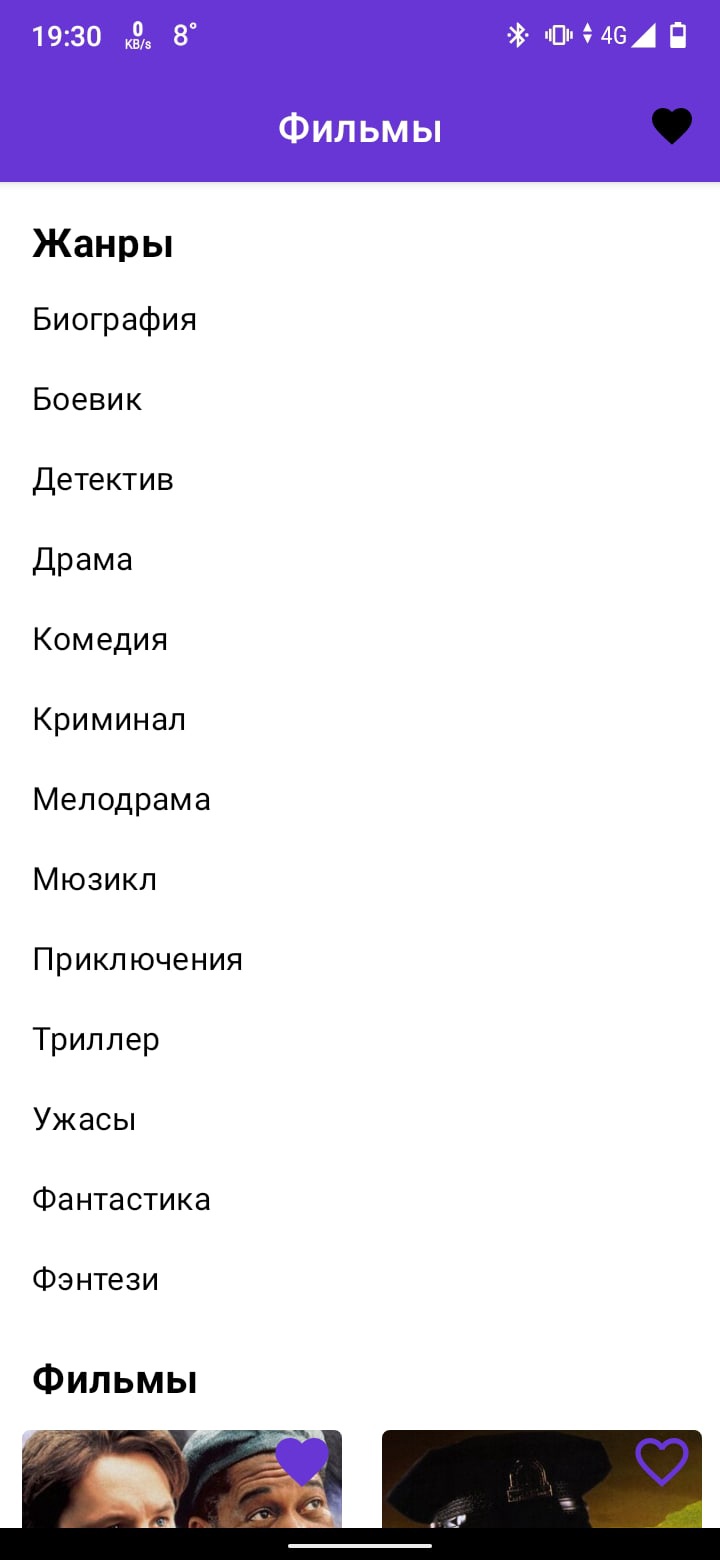 19:30 0 KB/s 8° 4G
Фильмы
Жанры
Биография
Боевик
Детектив
Драма
Комедия
Криминал
Мелодрама
Мюзикл
Приключения
Триллер
Ужасы
Фантастика
Фэнтези
Фильмы